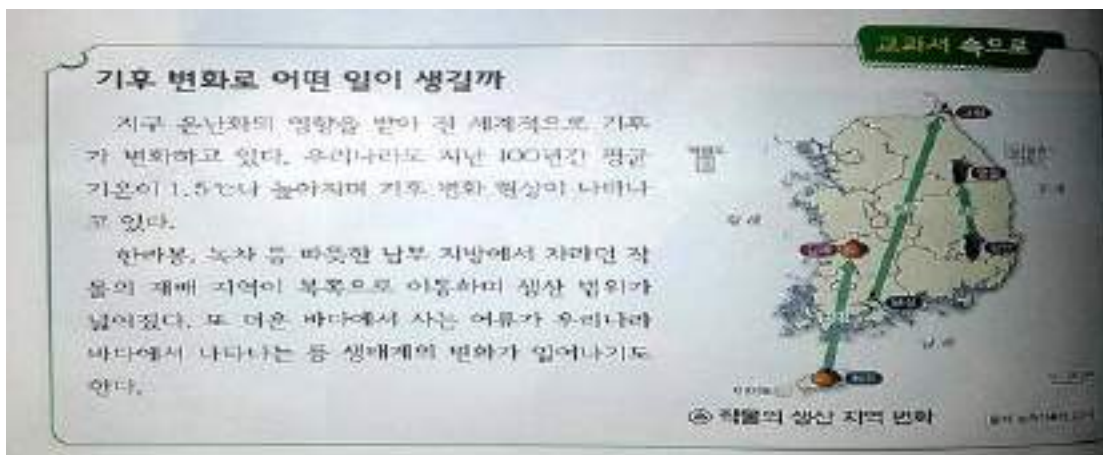 교과서 속으로
기후 변화로 어떤 일이 생길까
지구 온난화의 영향을 받아 전 세계적으로 기후
가 변화하고 있다. 우리나라도 지난 100년간 평균
기온이 1.5℃나 높아지며 기후 변화 현상이 나타나
고 있다.
한라봉, 녹차 등 따뜻한 남부 지방에서 자라던 작
물의 재배 지역이 북쪽으로 이동하며 생산 범위가
넓어졌다. 또 더운 바다에서 사는 어류가 우리나라
바다에서 나타나는 등 생태계의 변화가 일어나기도
한다.
황해
동해
남해
작물의 생산 지역 변화